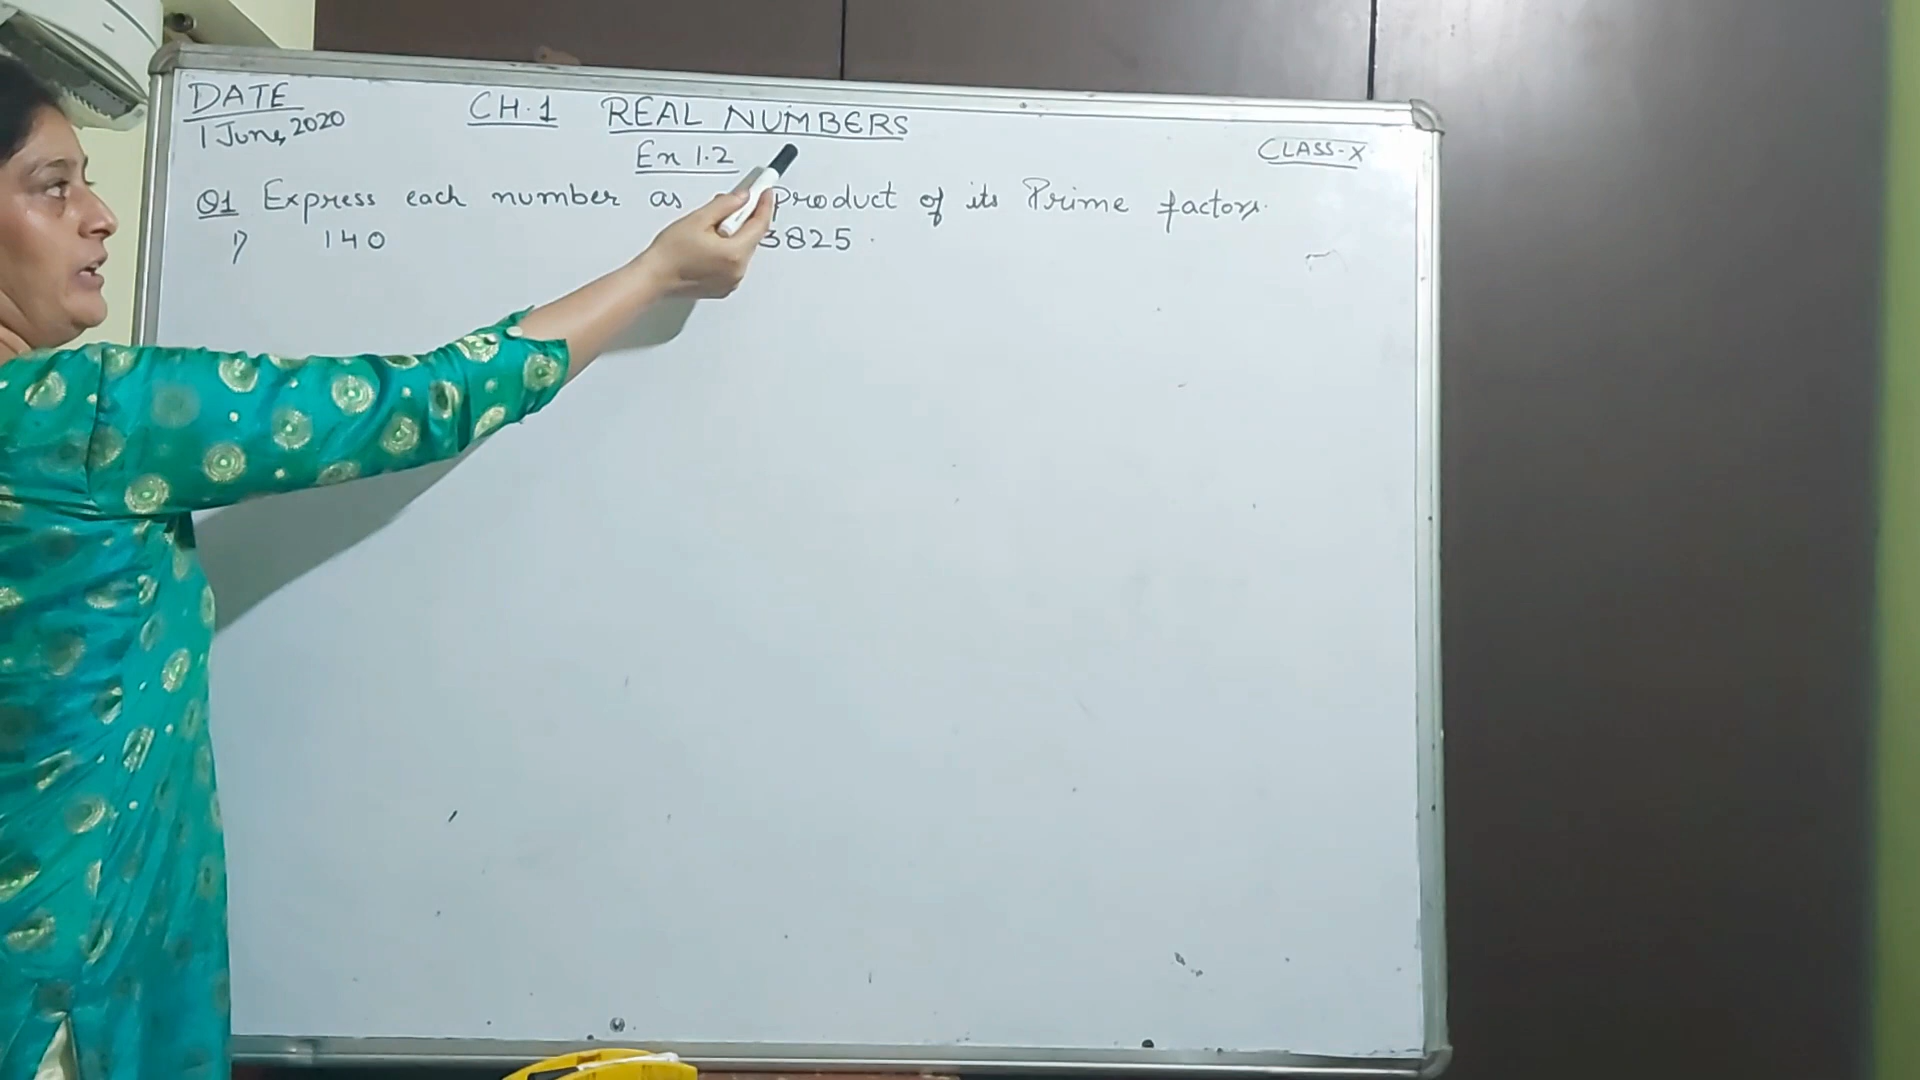 DATE
1 June, 2020
CH.1 REAL NUMBERS
CLASS-X
Ex 1.2
Q1 Express each number as product of its Prime factors.
1) 140 3825